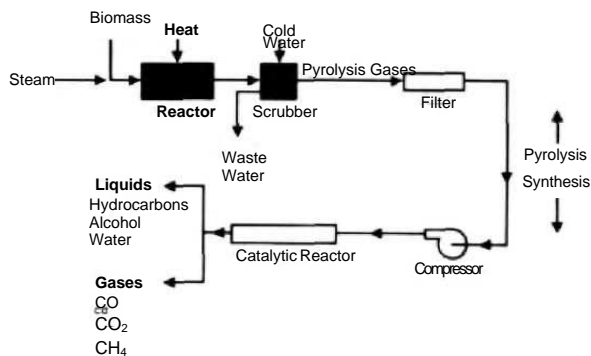 Biomass
Heat
Cold
Water
Steam
Pyrolysis Gases
Reactor
Scrubber
Filter
Waste
Water
Pyrolysis
Synthesis
Liquids
Hydrocarbons
Alcohol
Water
Catalytic Reactor
Compressor
Gases
CO
CO₂
CH₄